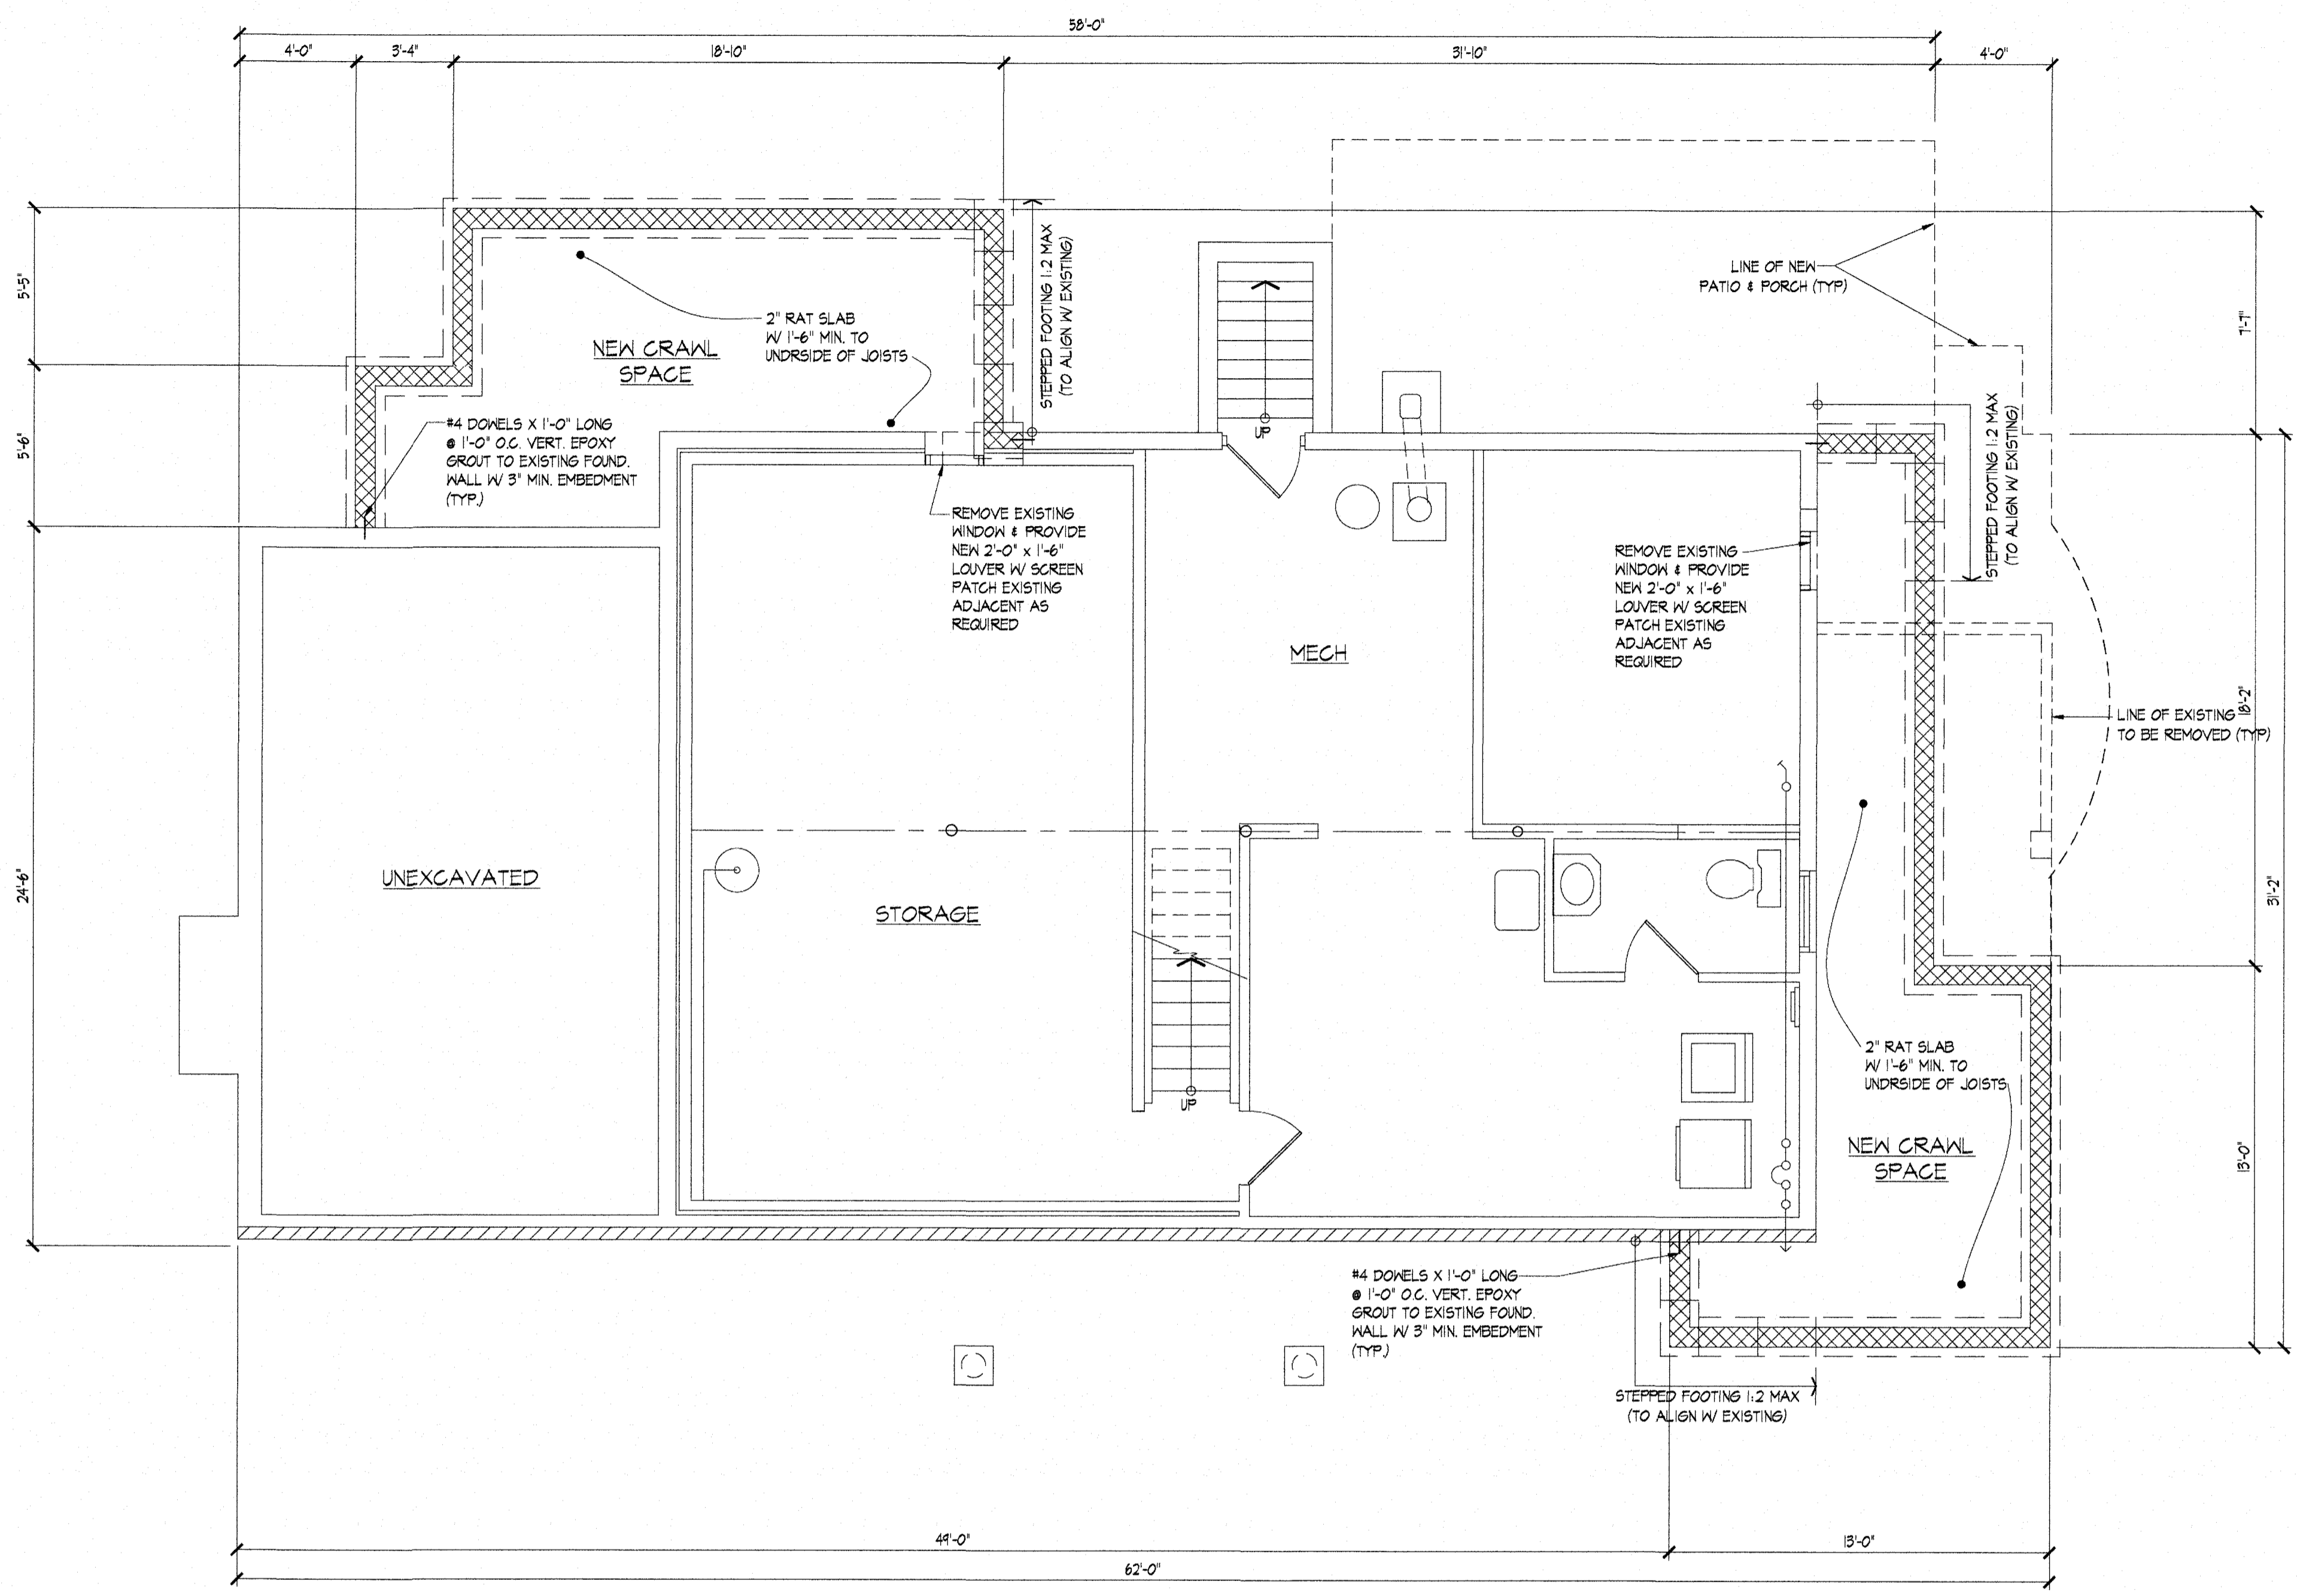 58'-0"
4'-0"
3'-4"
18'-10"
31'-10"
4'-0"
5'-5"
5'-6"
24'-6"
7'-7"
18'-2"
31'-2"
13'-0"
STEPPED FOOTING 1:2 MAX
(TO ALIGN W/ EXISTING)
LINE OF NEW
PATIO & PORCH (TYP)
2" RAT SLAB
W/ 1'-6" MIN. TO
UNDRSIDE OF JOISTS
NEW CRAWL
SPACE
#4 DOWELS X 1'-0" LONG
@ 1'-0" O.C. VERT. EPOXY
GROUT TO EXISTING FOUND.
WALL W/ 3" MIN. EMBEDMENT
(TYP.)
UP
STEPPED FOOTING 1:2 MAX
(TO ALIGN W/ EXISTING)
REMOVE EXISTING
WINDOW & PROVIDE
NEW 2'-0" x 1'-6"
LOUVER W/ SCREEN
PATCH EXISTING
ADJACENT AS
REQUIRED
REMOVE EXISTING
WINDOW & PROVIDE
NEW 2'-0" x 1'-6
LOUVER W/ SCREEN
PATCH EXISTING
ADJACENT AS
REQUIRED
MECH
LINE OF EXISTING
TO BE REMOVED (TYP)
UNEXCAVATED
STORAGE
UP
2" RAT SLAB
W/ 1'-6" MIN. TO
UNDRSIDE OF JOISTS
NEW CRAWL
SPACE
#4 DOWELS X 1'-0" LONG
@ 1'-0" O.C. VERT. EPOXY
GROUT TO EXISTING FOUND.
WALL W/ 3" MIN. EMBEDMENT
(TYP.)
STEPPED FOOTING 1:2 MAX
(TO ALIGN W/ EXISTING)
49'-0"
13'-0"
62'-0"